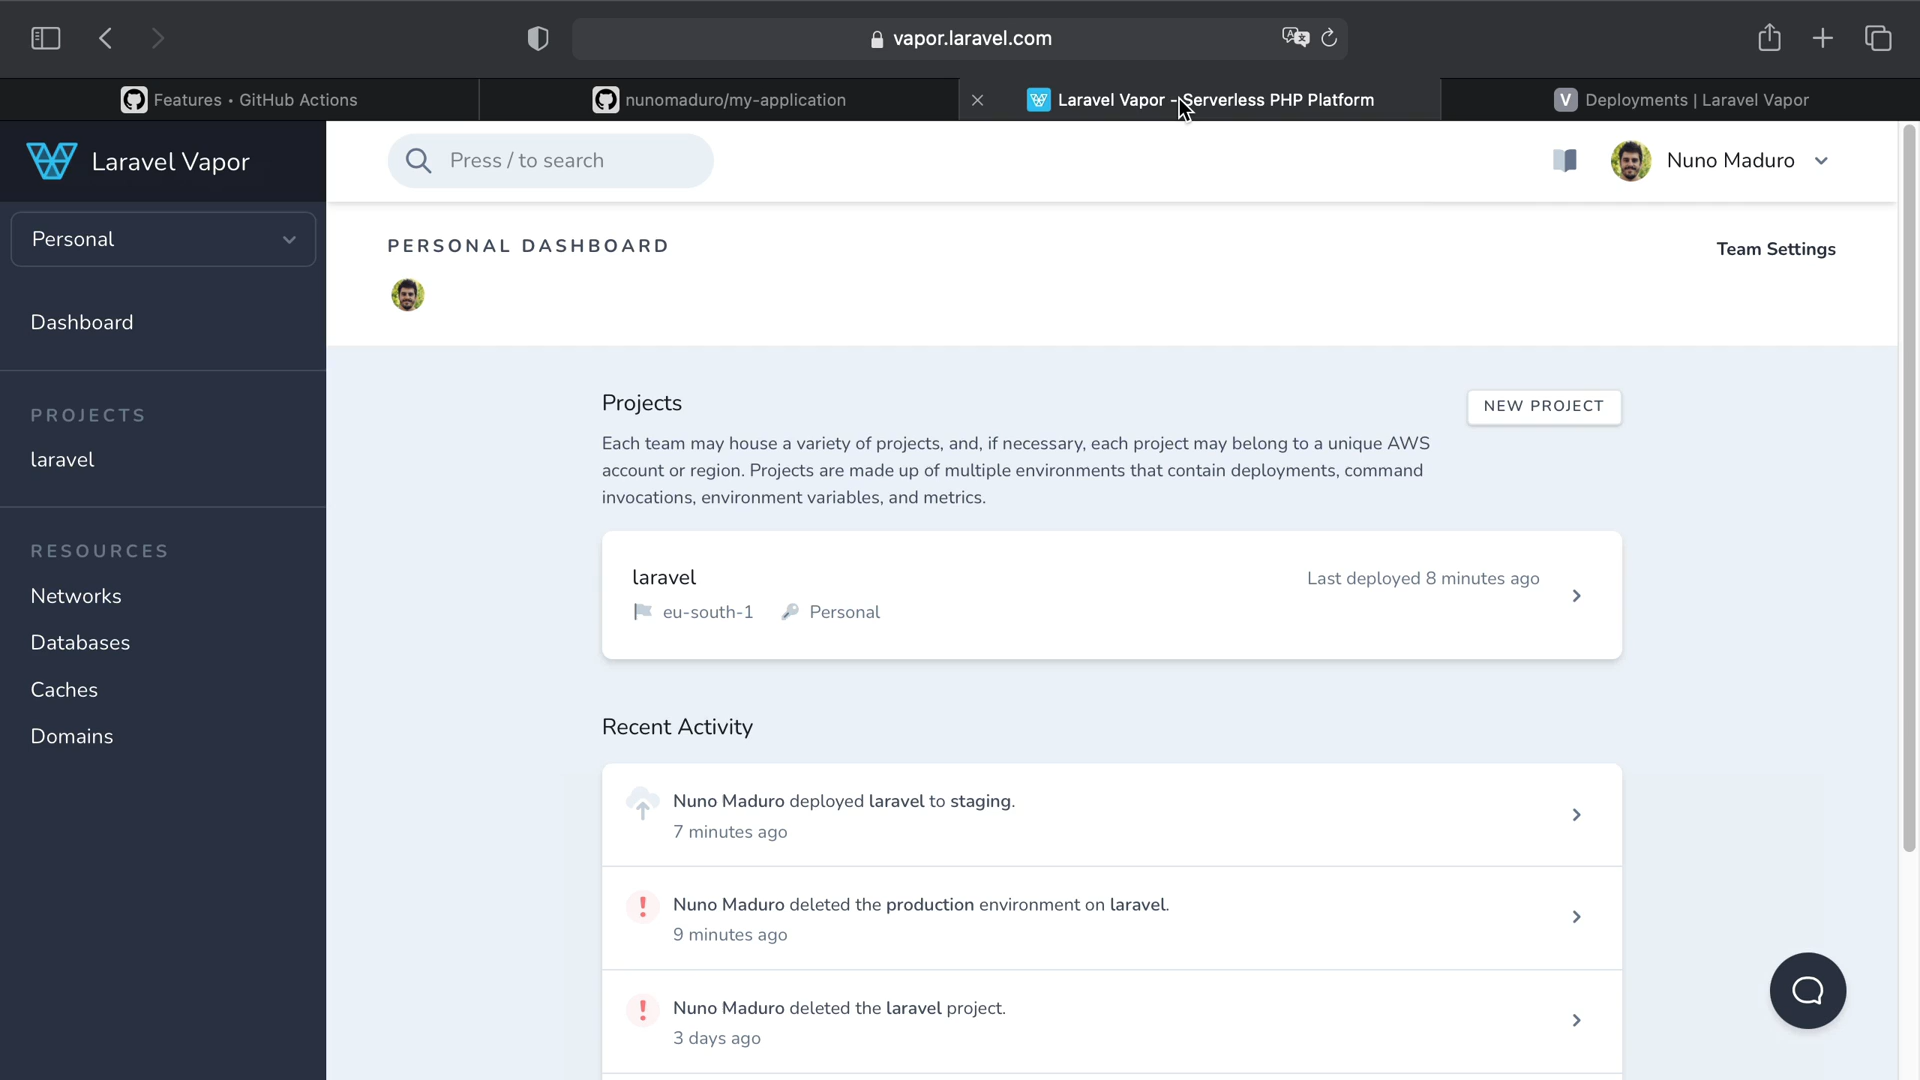 vapor.laravel.com
Features • GitHub Actions
nunomaduro/my-application
Laravel Vapor - Serverless PHP Platform
V
Deployments | Laravel Vapor
Laravel Vapor
Press / to search
Nuno Maduro
Personal
PERSONAL DASHBOARD
Team Settings
Dashboard
PROJECTS
laravel
RESOURCES
Networks
Databases
Caches
Domains
Projects
NEW PROJECT
Each team may house a variety of projects, and, if necessary, each project may belong to a unique AWS
account or region. Projects are made up of multiple environments that contain deployments, command
invocations, environment variables, and metrics.
laravel
Last deployed 8 minutes ago
eu-south-1
Personal
Recent Activity
Nuno Maduro deployed laravel to staging.
7 minutes ago
Nuno Maduro deleted the production environment on laravel.
9 minutes ago
Nuno Maduro deleted the laravel project.
3 days ago